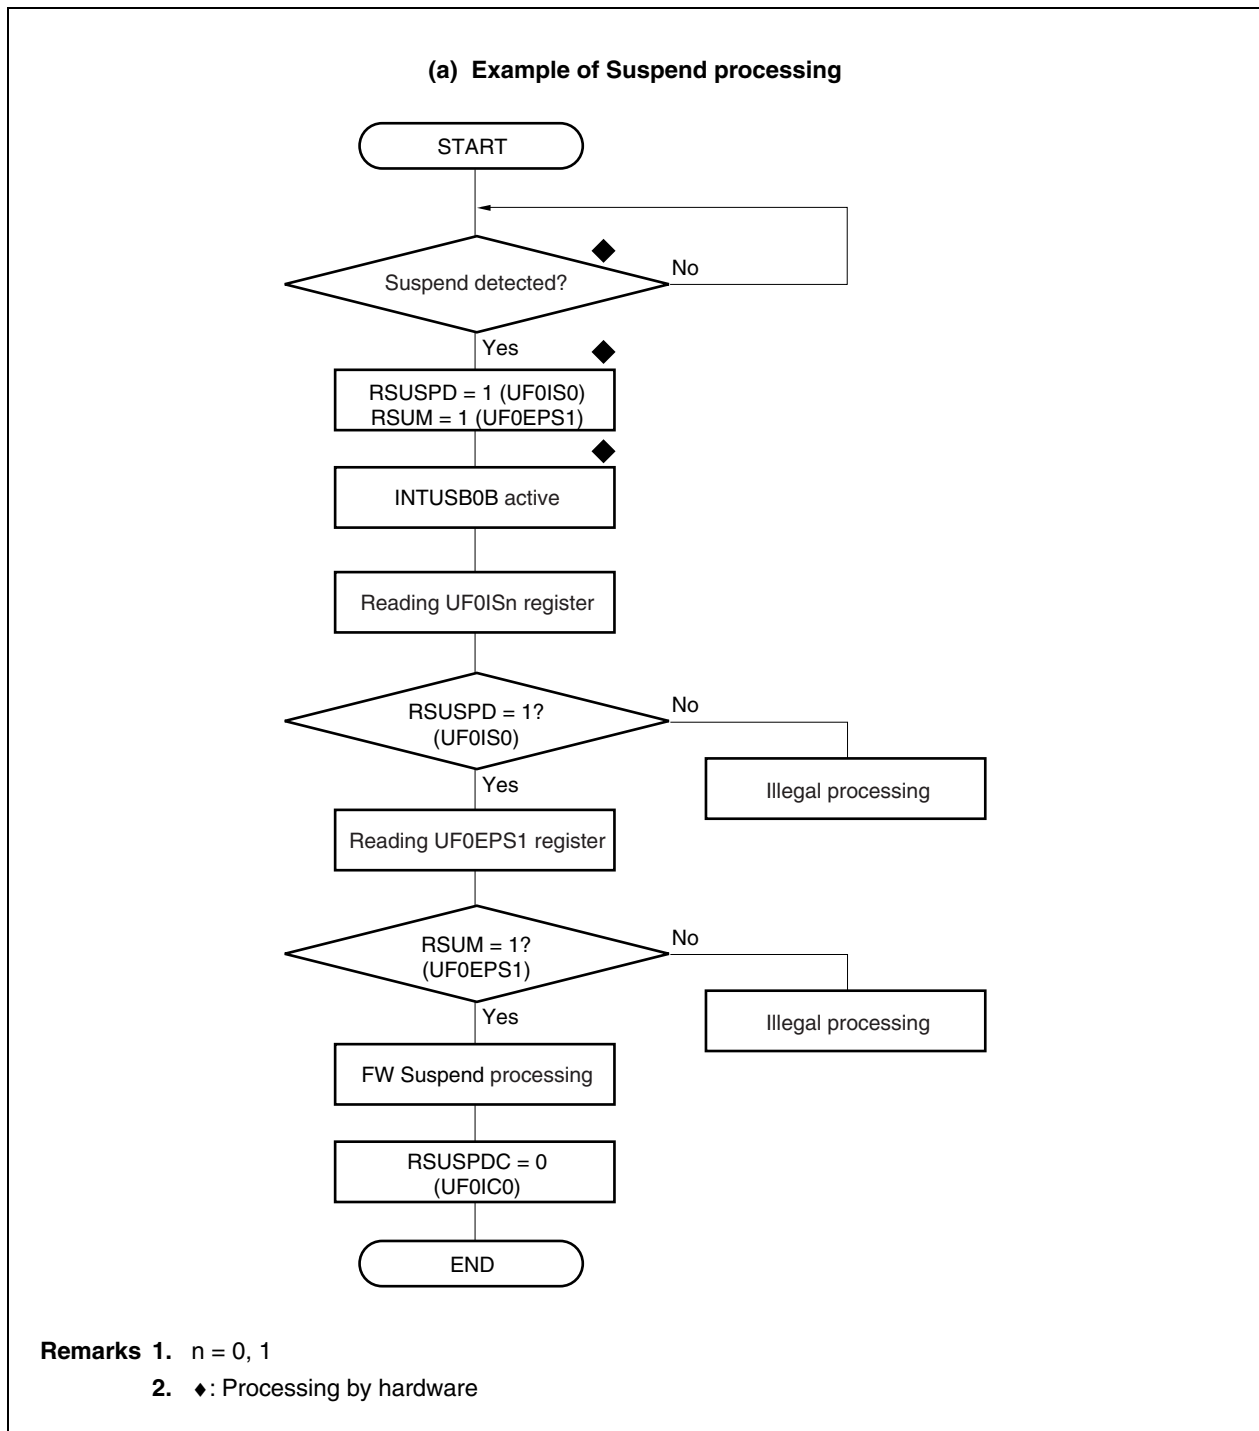 (a) Example of Suspend processing
START
Suspend detected?
No
Yes
RSUSPD = 1 (UF0IS0)
RSUM = 1 (UF0EPS1)
INTUSB0B active
Reading UF0ISn register
RSUSPD = 1?
(UF0IS0)
No
Yes
Illegal processing
Reading UF0EPS1 register
RSUM = 1?
(UF0EPS1)
No
Yes
Illegal processing
FW Suspend processing
RSUSPDC = 0
(UF0IC0)
END
Remarks 1. n = 0, 1
2. ♦: Processing by hardware